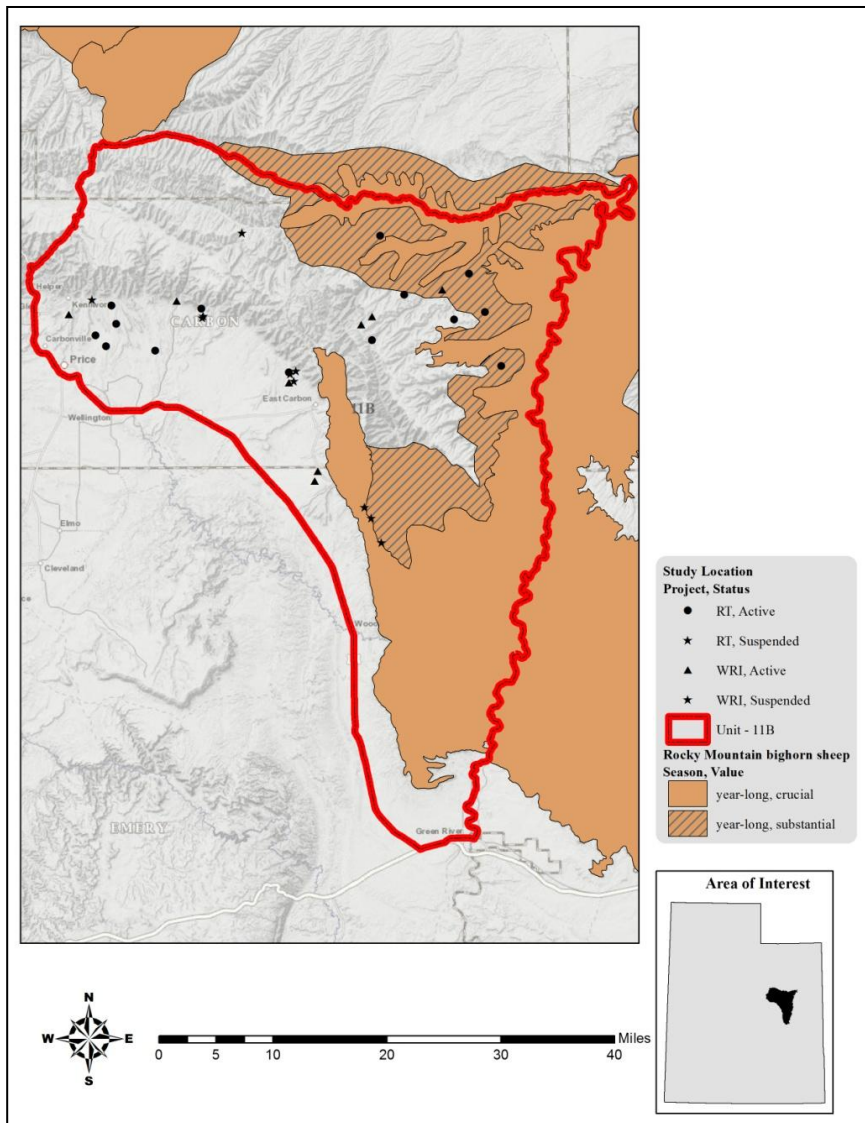 Helper
Kenilworth
CARBON
Carbonville
Price
East Carbon
11B
Wellington
Elmo
Cleveland
Wood
EMERY
Green River
Study Location
Project, Status
RT, Active
RT, Suspended
WRI, Active
WRI, Suspended
Unit - 11B
Rocky Mountain bighorn sheep
Season, Value
year-long, crucial
year-long, substantial
Area of Interest
N
W E
S
Miles
0 5 10 20 30 40